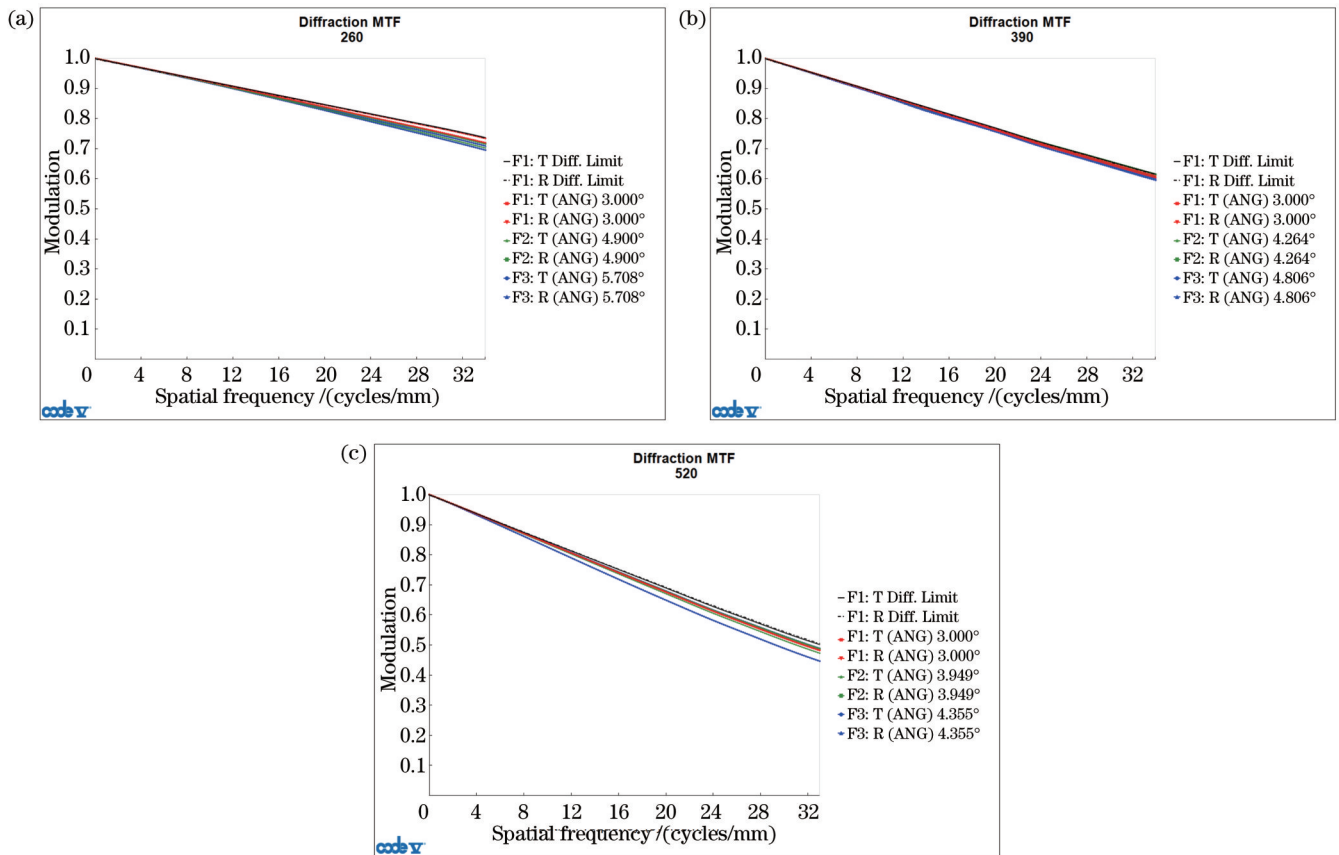 (a)
Diffraction MTF
260
1.0
0.9
0.8
0.7
0.6
0.5
0.4
0.3
0.2
0.1
Modulation
0 4 8 12 16 20 24 28 32
Spatial frequency /(cycles/mm)
F1: T Diff. Limit
F1: R Diff. Limit
F1: T (ANG) 3.000°
F1: R (ANG) 3.000°
F2: T (ANG) 4.900°
F2: R (ANG) 4.900°
F3: T (ANG) 5.708°
F3: R (ANG) 5.708°
code V
(b)
Diffraction MTF
390
1.0
0.9
0.8
0.7
0.6
0.5
0.4
0.3
0.2
0.1
Modulation
0 4 8 12 16 20 24 28 32
Spatial frequency /(cycles/mm)
F1: T Diff. Limit
F1: R Diff. Limit
F1: T (ANG) 3.000°
F1: R (ANG) 3.000°
F2: T (ANG) 4.264°
F2: R (ANG) 4.264°
F3: T (ANG) 4.806°
F3: R (ANG) 4.806°
code V
(c)
Diffraction MTF
520
1.0
0.9
0.8
0.7
0.6
0.5
0.4
0.3
0.2
0.1
Modulation
0 4 8 12 16 20 24 28 32
Spatial frequency /(cycles/mm)
F1: T Diff. Limit
F1: R Diff. Limit
F1: T (ANG) 3.000°
F1: R (ANG) 3.000°
F2: T (ANG) 3.949°
F2: R (ANG) 3.949°
F3: T (ANG) 4.355°
F3: R (ANG) 4.355°
code V